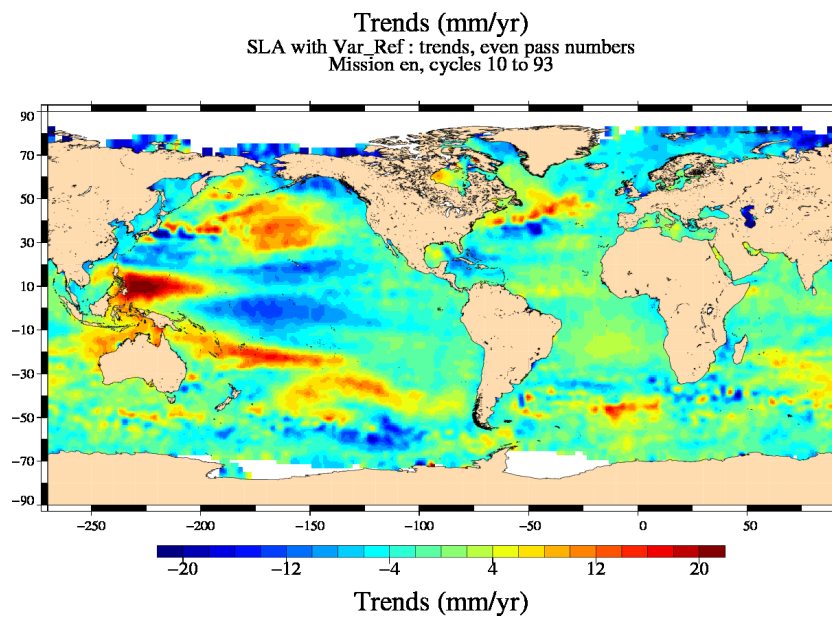 Trends (mm/yr)
SLA with Var_Ref : trends, even pass numbers
Mission en, cycles 10 to 93
90
70
50
30
10
−10
−30
−50
−70
−90
−250 −200 −150 −100 −50 0 50
−20 −12 −4 4 12 20
Trends (mm/yr)